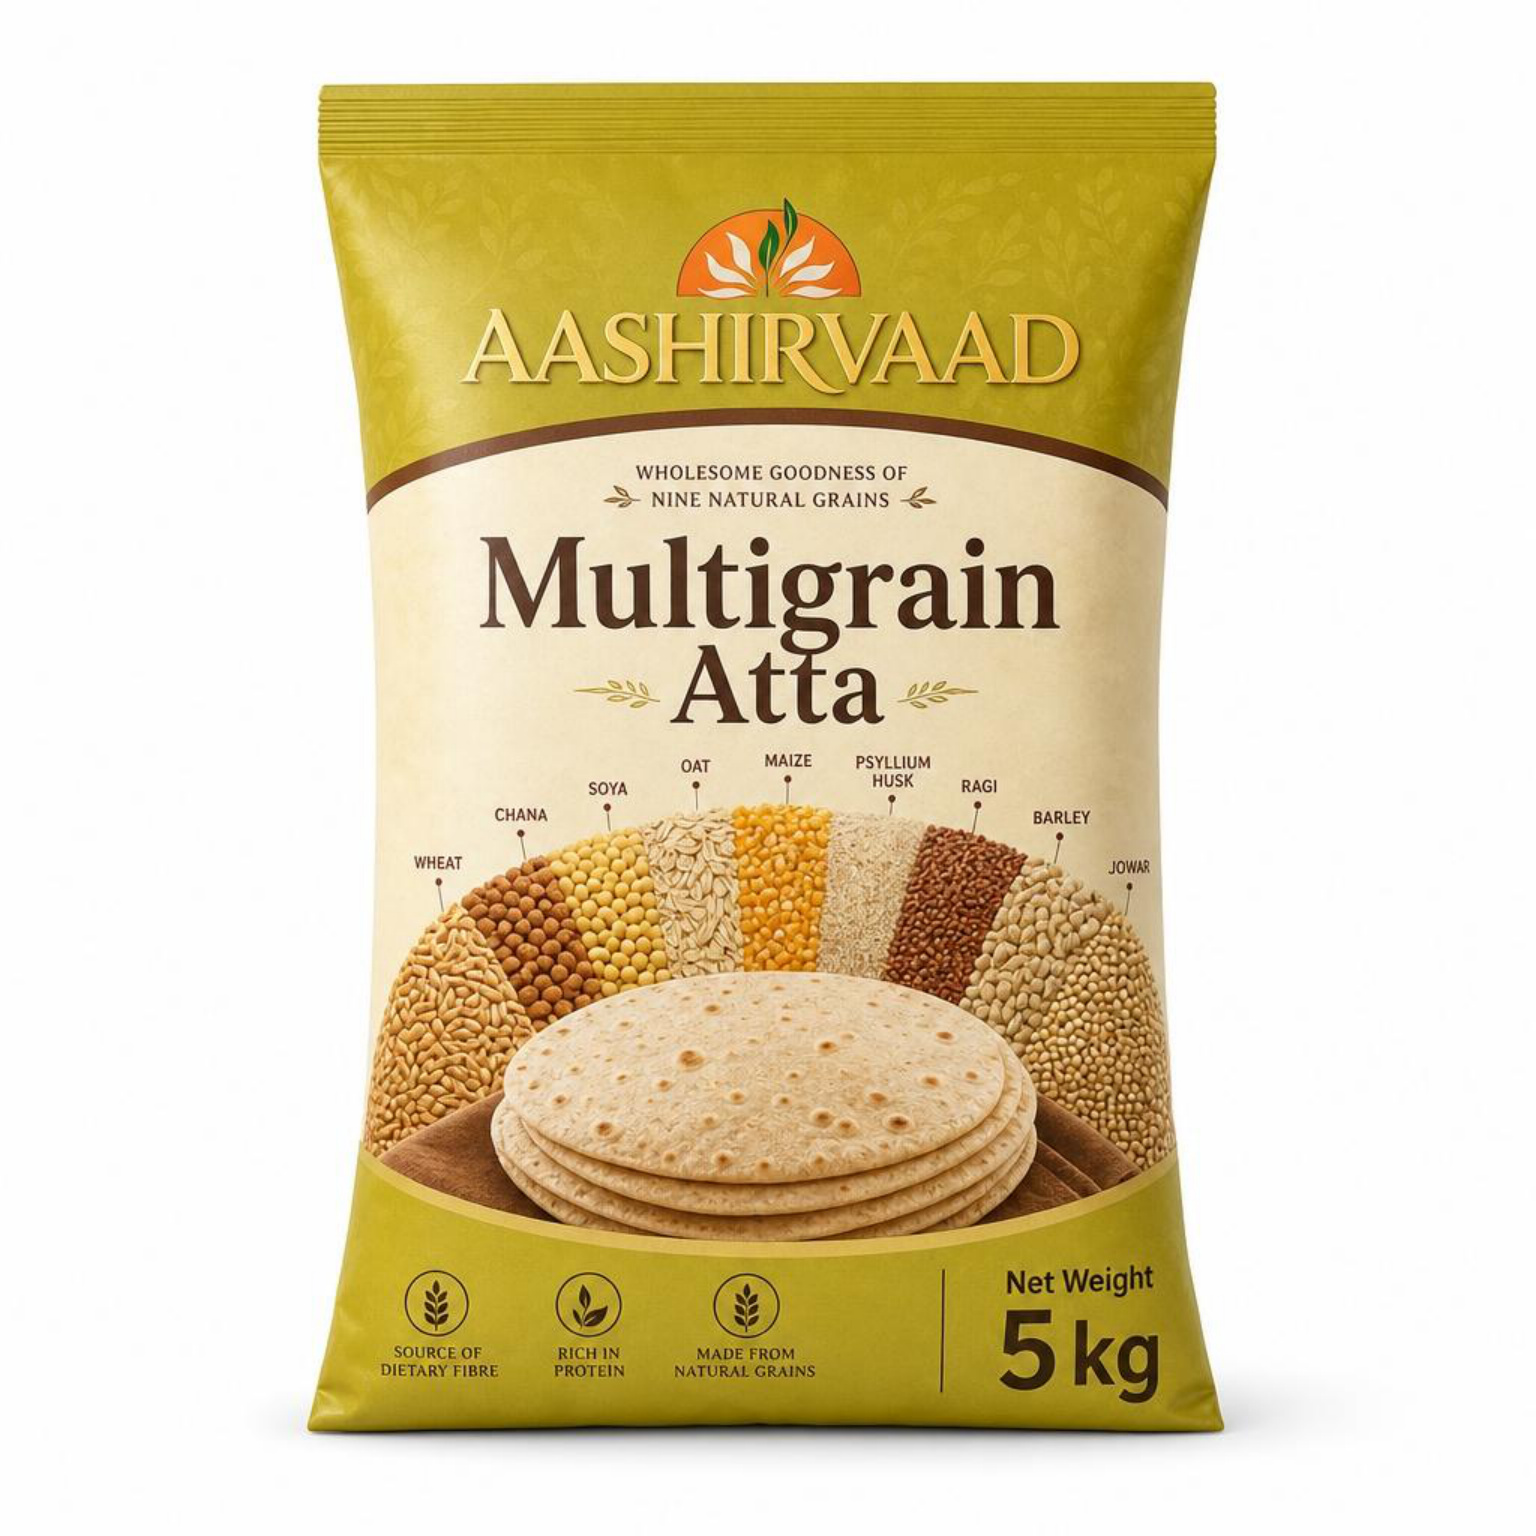 AASHIRVAAD
WHOLESOME GOODNESS OF
NINE NATURAL GRAINS
Multigrain
Atta
WHEAT
CHANA
SOYA
OAT
MAIZE
PSYLLIUM
HUSK
RAGI
BARLEY
JOWAR
SOURCE OF
DIETARY FIBRE
RICH IN
PROTEIN
MADE FROM
NATURAL GRAINS
Net Weight
5 kg